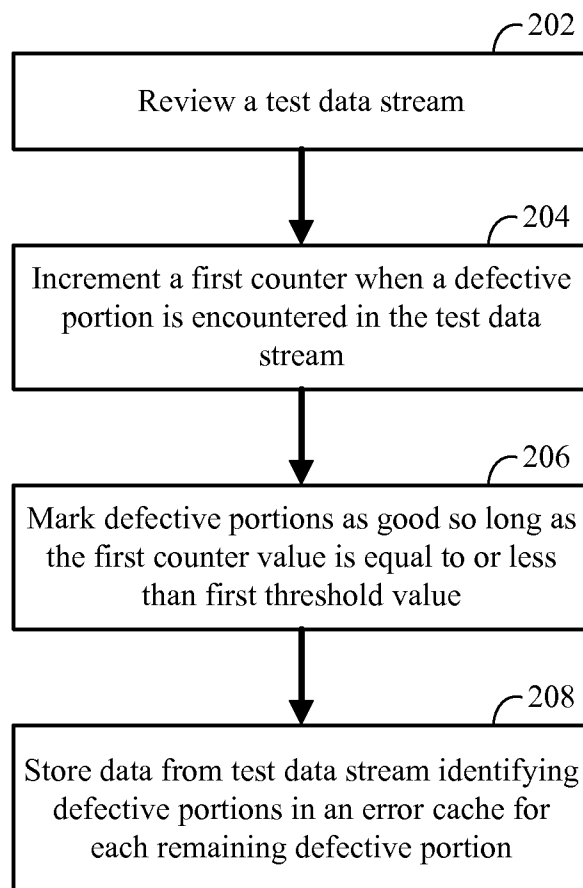 202
Review a test data stream
204
Increment a first counter when a defective
portion is encountered in the test data
stream
206
Mark defective portions as good so long as
the first counter value is equal to or less
than first threshold value
208
Store data from test data stream identifying
defective portions in an error cache for
each remaining defective portion